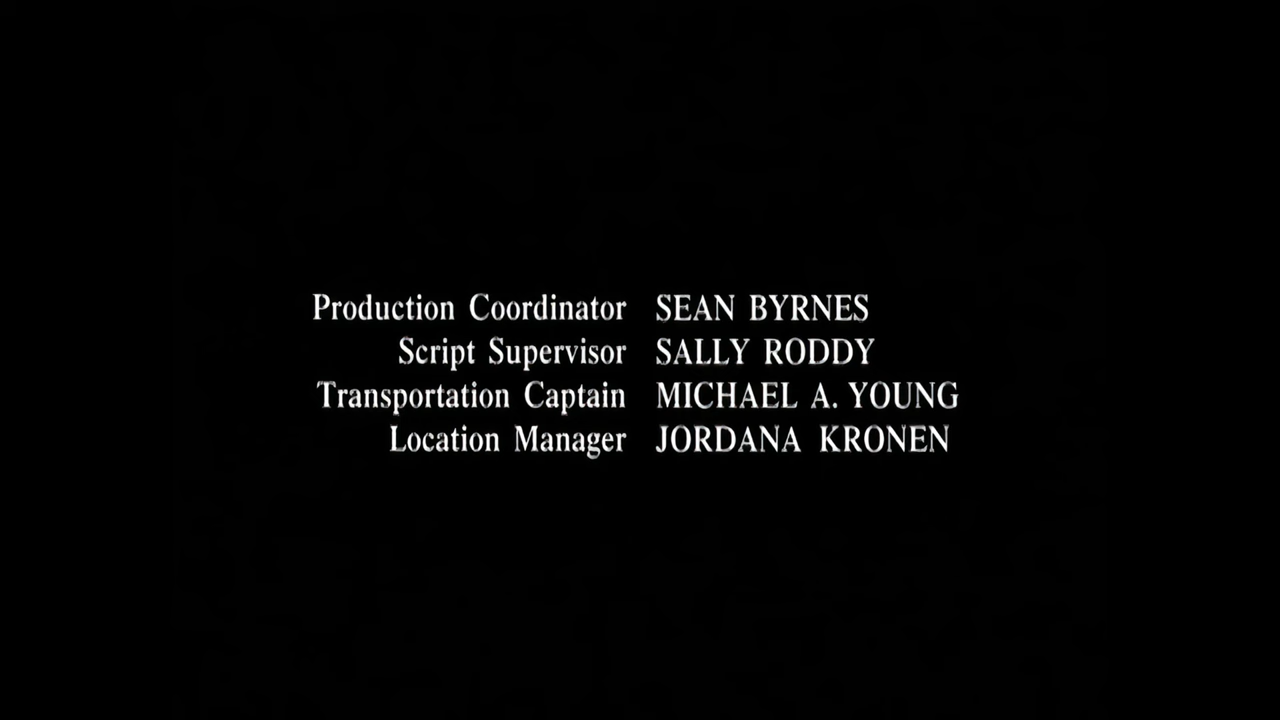 Production Coordinator SEAN BYRNES
Script Supervisor SALLY RODDY
Transportation Captain MICHAEL A. YOUNG
Location Manager JORDANA KRONEN